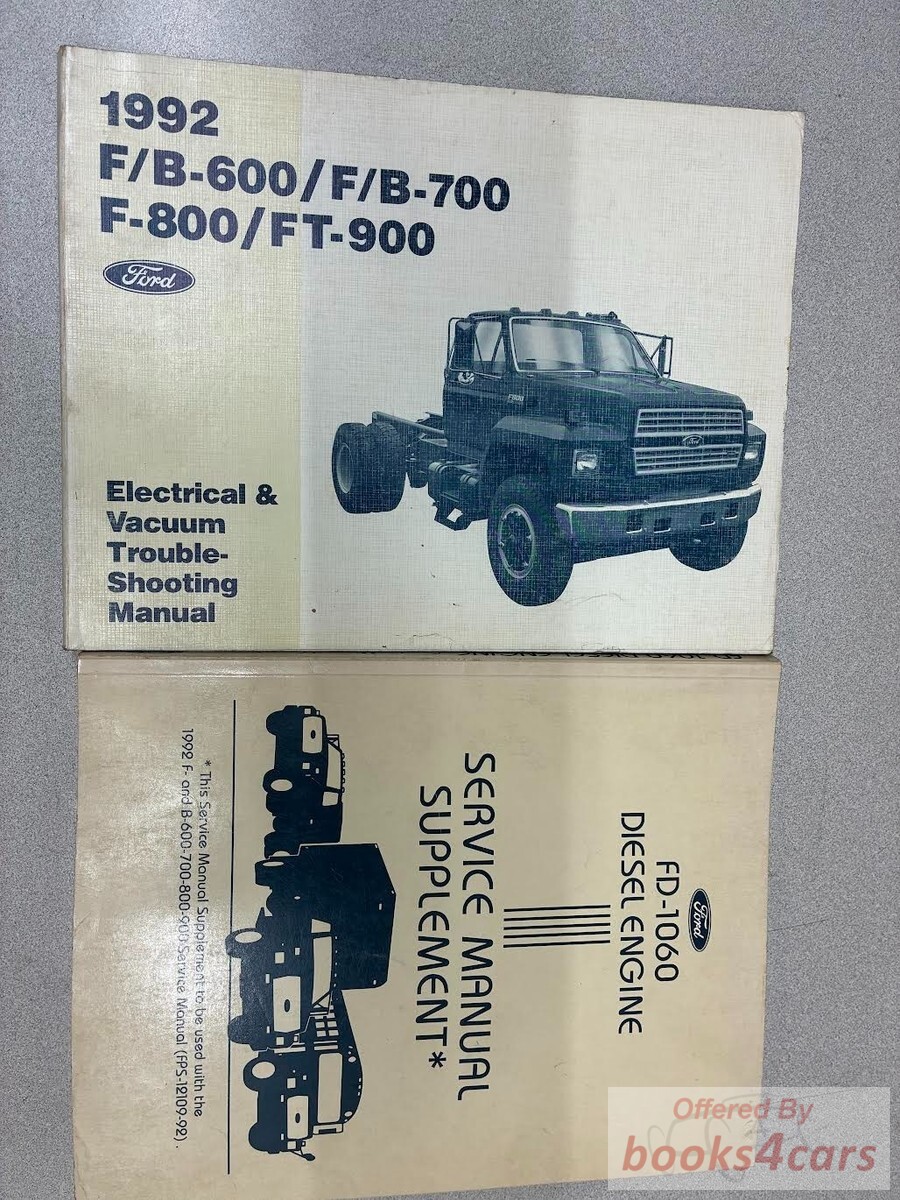 1992
F/B-600/F/B-700
F-800/FT-900
Ford
Electrical &
Vacuum
Trouble-
Shooting
Manual
F800
Ford
Ford
FD-1060
DIESEL ENGINE
SERVICE MANUAL
SUPPLEMENT*
* This Service Manual Supplement to be used with the
1992 F- and B-600-700-800-900 Service Manual (FPS-12109-92).
Offered By
books4cars